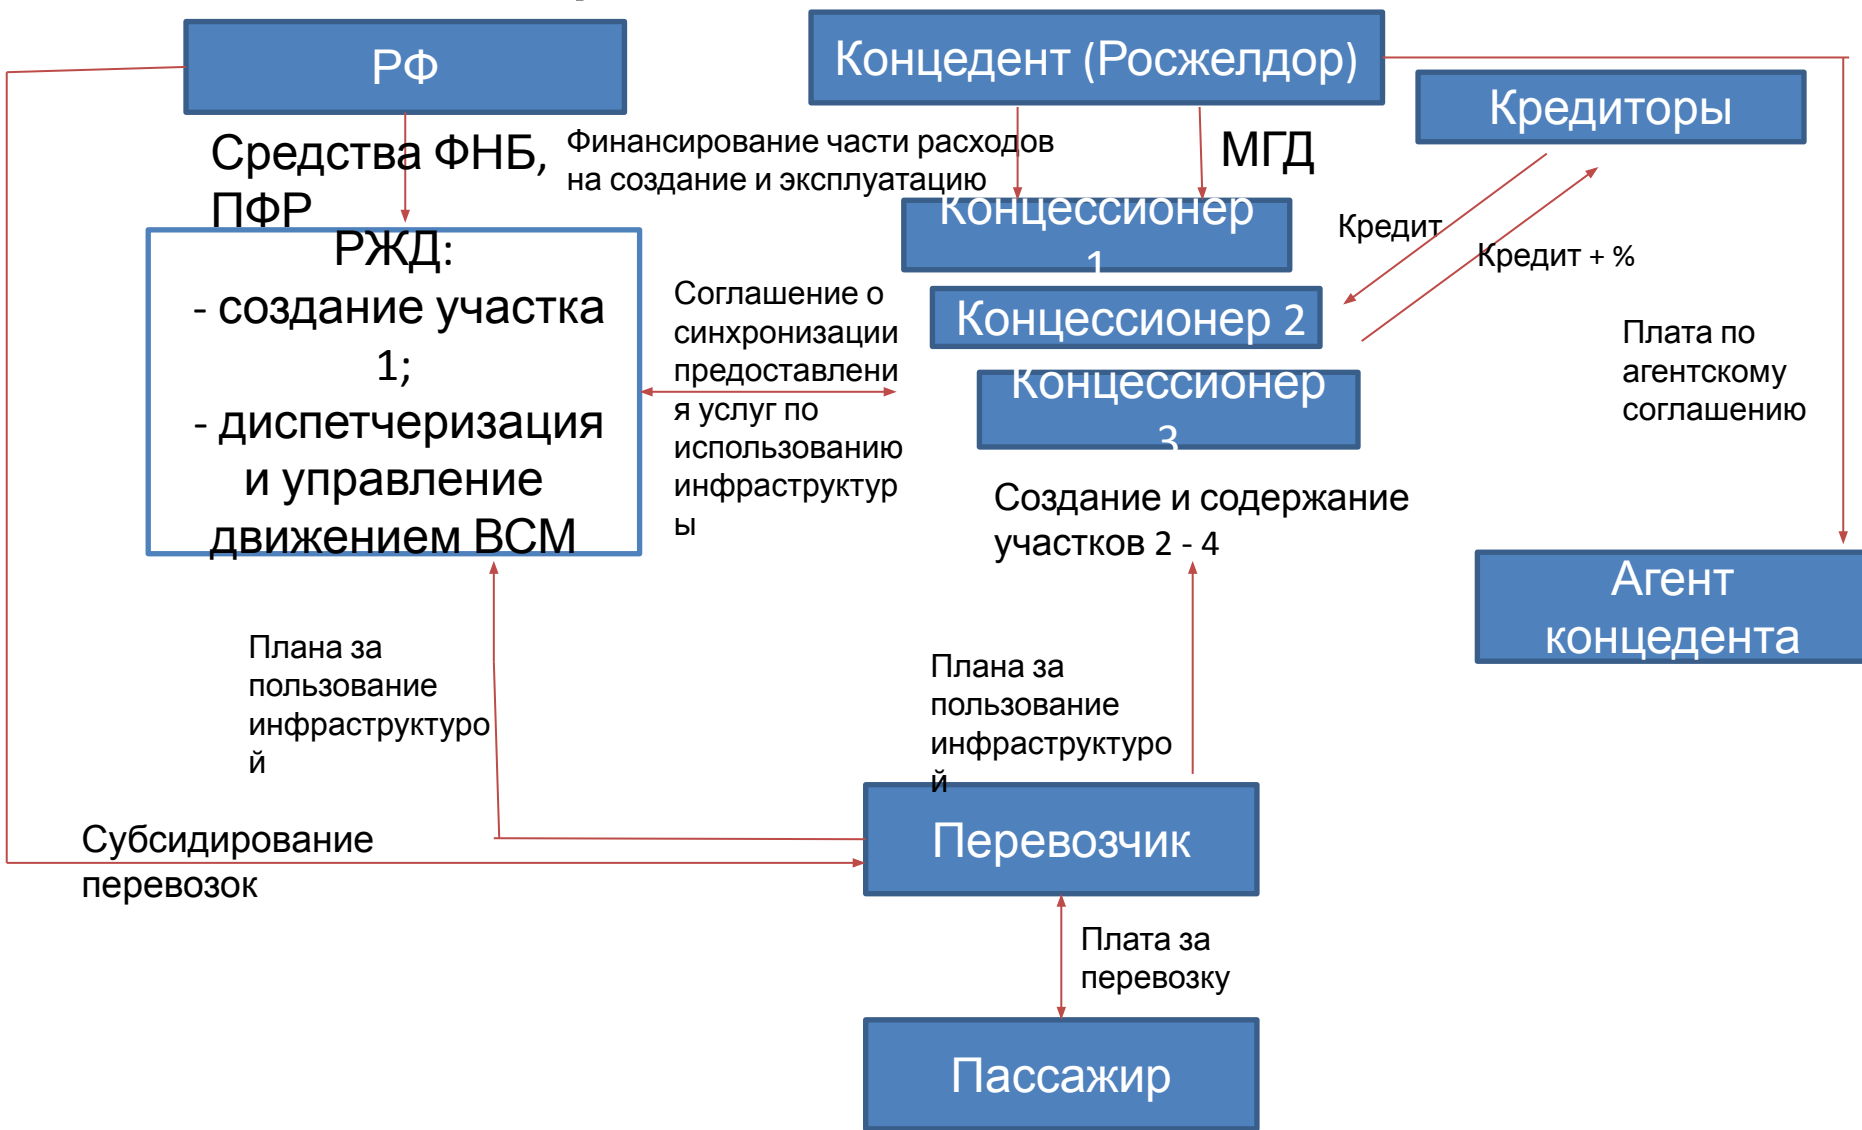 РФ
Концедент (Росжелдор)
Кредиторы
Средства ФНБ,
ПФР
Финансирование части расходов
на создание и эксплуатацию
МГД
Концессионер
1
Концессионер 2
Концессионер
3
Кредит
Кредит + %
РЖД:
- создание участка
1;
- диспетчеризация
и управление
движением ВСМ
Соглашение о
синхронизации
предоставлени
я услуг по
использованию
инфраструктур
ы
Плата по
агентскому
соглашению
Создание и содержание
участков 2 - 4
Агент
концедента
Плана за
пользование
инфраструктуро
й
Плана за
пользование
инфраструктуро
й
Субсидирование
перевозок
Перевозчик
Плата за
перевозку
Пассажир